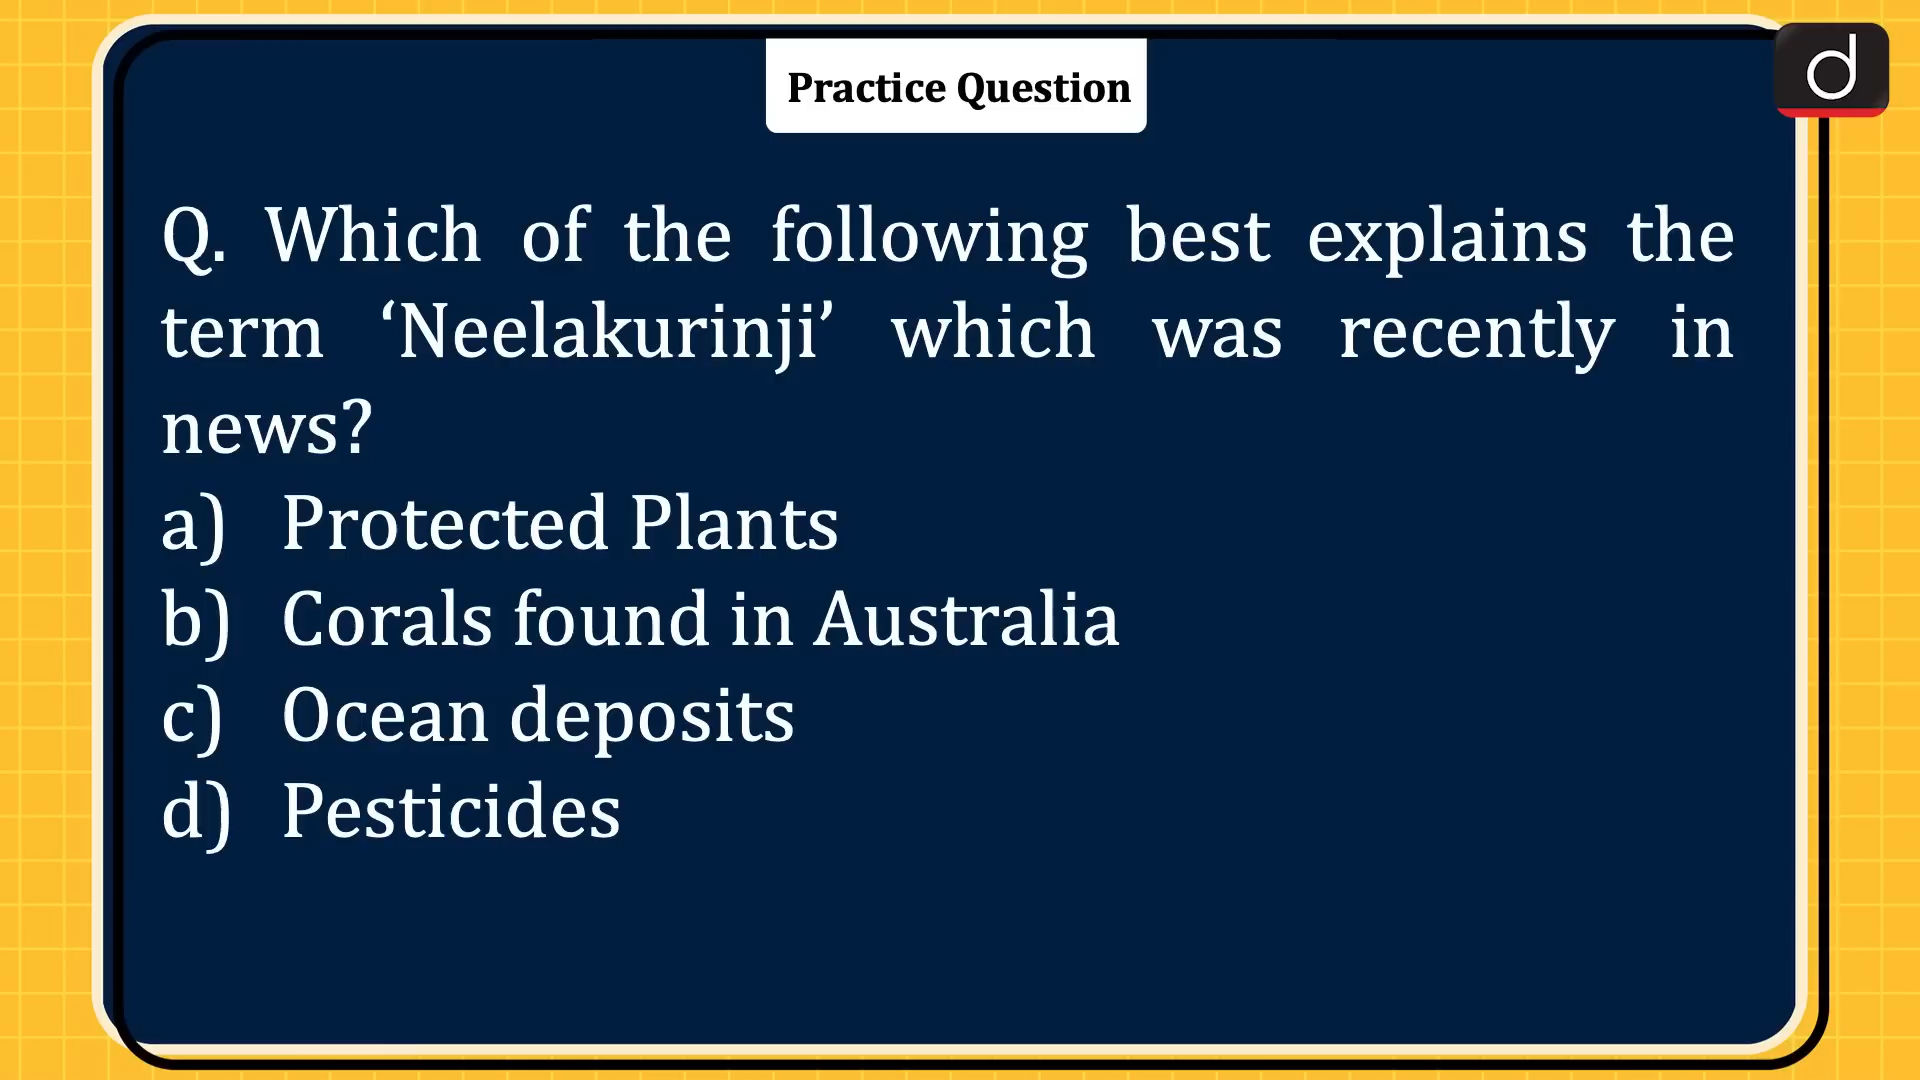 Practice Question
d
Q. Which of the following best explains the
term ‘Neelakurinji’ which was recently in
news?
a) Protected Plants
b) Corals found in Australia
c) Ocean deposits
d) Pesticides